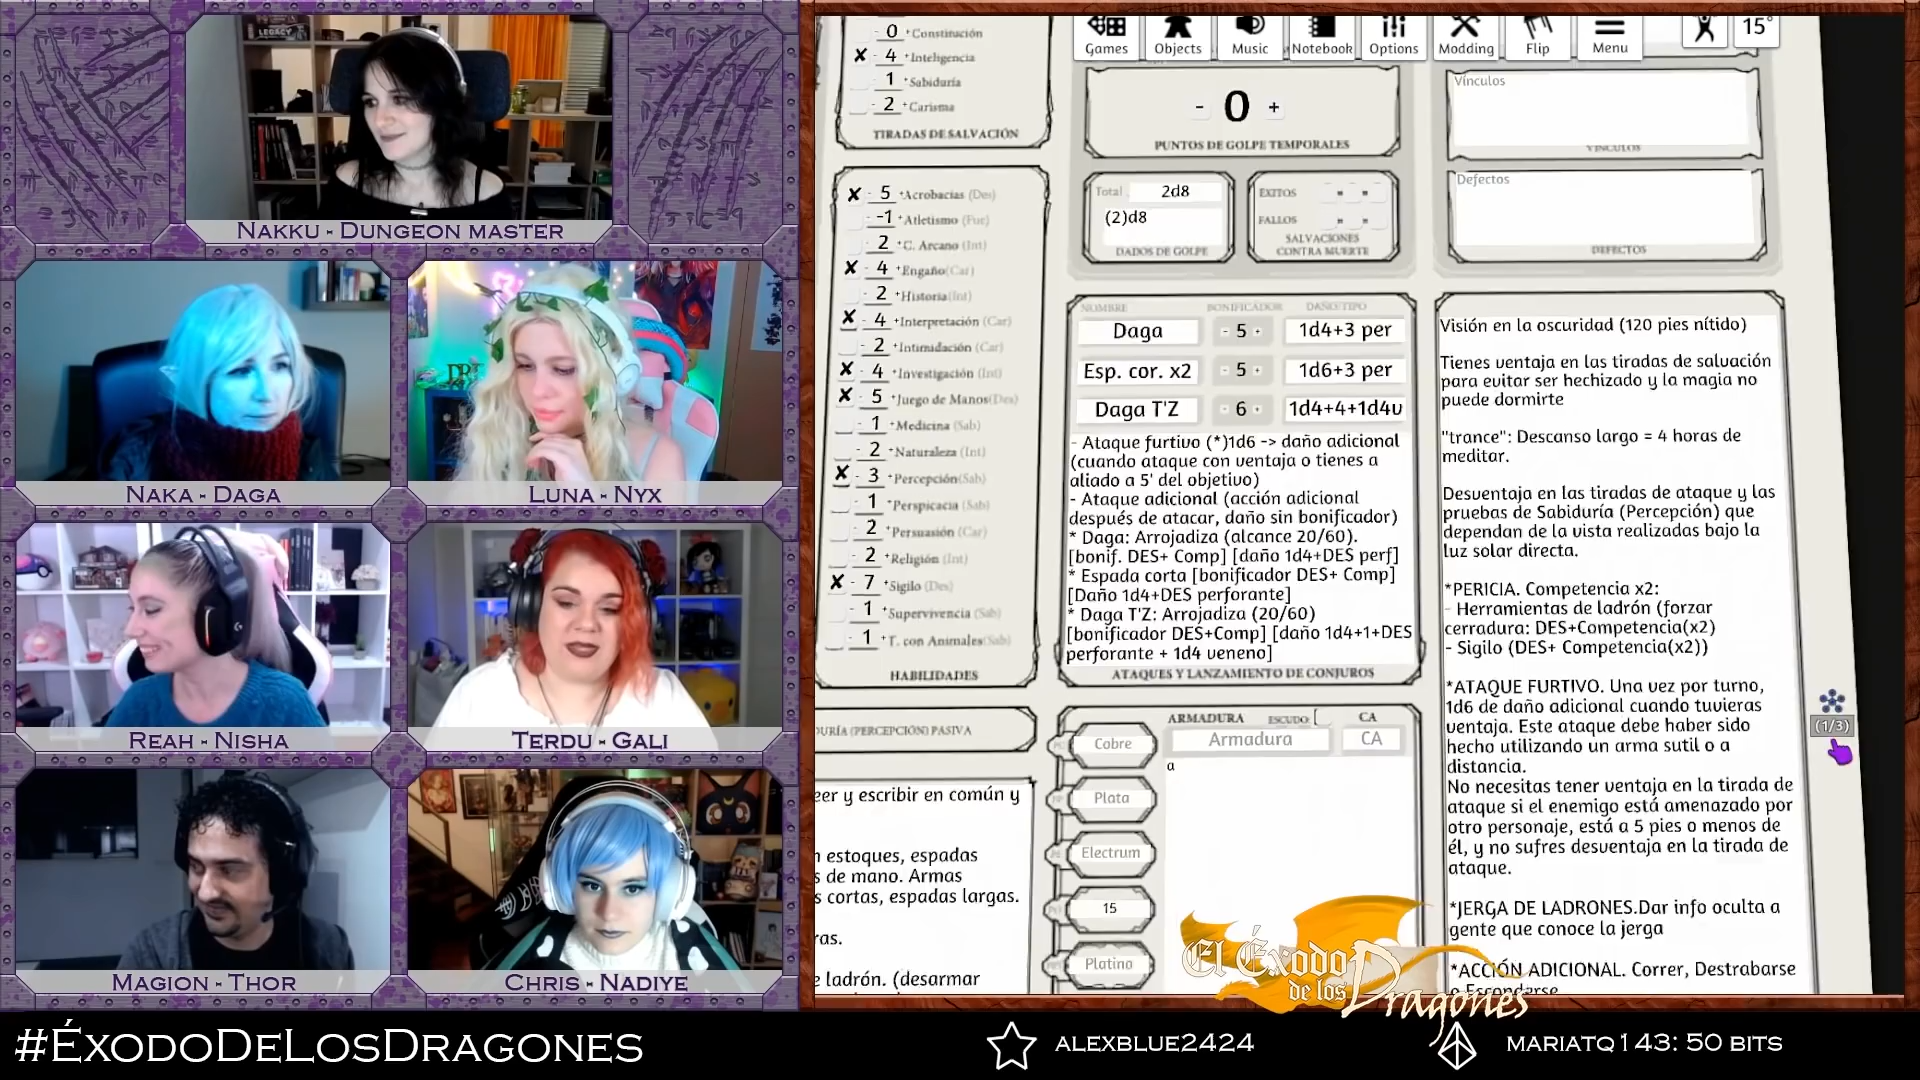 LEGACY
NAKKU - DUNGEON MASTER
NAKA - DAGA
LUNA - NYX
REAH - NISHA
TERDU - GALI
MAGION - THOR
CHRIS - NADIYE
0 Constitución
4 Inteligencia
1 Sabiduría
2 Carisma
TIRADAS DE SALVACIÓN
5 Acrobacias (Des)
-1 Atletismo (Fue)
2 C. Arcano (Int)
4 Engaño(Car)
2 Historia(Int)
4 Interpretación (Car)
2 Intimidación (Car)
4 Investigación (Int)
5 Juego de Manos(Des)
1 Medicina (Sab)
2 Naturaleza (Int)
3 Percepción(Sab)
1 Perspicacia (Sab)
2 Persuasión (Car)
2 Religión (Int)
7 Sigilo (Des)
1 Supervivencia (Sab)
1 T. con Animales(Sab)
HABILIDADES
(PERCEPCIÓN) PASIVA
eer y escribir en común y
n estoques, espadas
s de mano. Armas
s cortas, espadas largas.
ras.
e ladrón. (desarmar
Games Objects Music Notebook Options Modding Flip Menu 15°
- 0 +
PUNTOS DE GOLPE TEMPORALES
Total 2d8
(2)d8
DADOS DE GOLPE
EXITOS
FALLOS
SALVACIONES
CONTRA MUERTE
NOMBRE BONIFICADOR DAÑO/TIPO
Daga - 5 + 1d4+3 per
Esp. cor. x2 - 5 + 1d6+3 per
Daga T'Z - 6 + 1d4+4+1d4v
- Ataque furtivo (*)1d6 -> daño adicional
(cuando ataque con ventaja o tienes a
aliado a 5' del objetivo)
- Ataque adicional (acción adicional
después de atacar, daño sin bonificador)
* Daga: Arrojadiza (alcance 20/60).
[bonif. DES+ Comp] [daño 1d4+DES perf]
* Espada corta [bonificador DES+ Comp]
[Daño 1d4+DES perforante]
* Daga T'Z: Arrojadiza (20/60)
[bonificador DES+Comp] [daño 1d4+1+DES
perforante + 1d4 veneno]
ATAQUES Y LANZAMIENTO DE CONJUROS
ARMADURA ESCUDO: CA
Armadura CA
a
Cobre
Plata
Electrum
15
Platino
Vínculos
VÍNCULOS
Defectos
DEFECTOS
Visión en la oscuridad (120 pies nítido)
Tienes ventaja en las tiradas de salvación
para evitar ser hechizado y la magia no
puede dormirte
"trance": Descanso largo = 4 horas de
meditar.
Desventaja en las tiradas de ataque y las
pruebas de Sabiduría (Percepción) que
dependan de la vista realizadas bajo la
luz solar directa.
*PERICIA. Competencia x2:
- Herramientas de ladrón (forzar
cerradura: DES+Competencia(x2)
- Sigilo (DES+ Competencia(x2))
*ATAQUE FURTIVO. Una vez por turno,
1d6 de daño adicional cuando tuvieras
ventaja. Este ataque debe haber sido
hecho utilizando un arma sutil o a
distancia.
No necesitas tener ventaja en la tirada de
ataque si el enemigo está amenazado por
otro personaje, está a 5 pies o menos de
él, y no sufres desventaja en la tirada de
ataque.
*JERGA DE LADRONES.Dar info oculta a
gente que conoce la jerga
*ACCIÓN ADICIONAL. Correr, Destrabarse
o Esconderse
(1/3)
El Éxodo
de los Dragones
#ÉXODODELOSDRAGONES
ALEXBLUE2424
MARIATQ143: 50 BITS